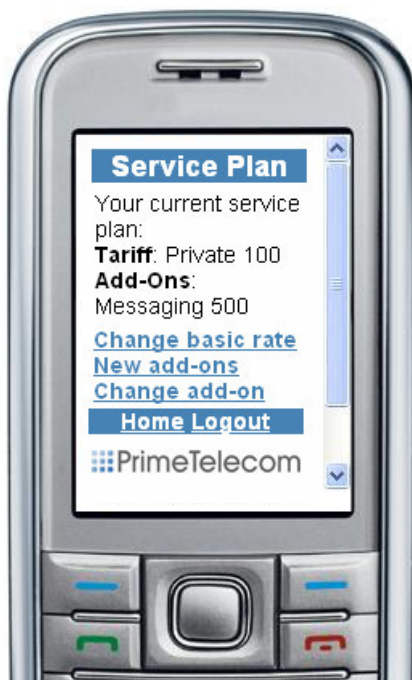 Service Plan
Your current service
plan:
Tariff: Private 100
Add-Ons:
Messaging 500
Change basic rate
New add-ons
Change add-on
Home Logout
PrimeTelecom